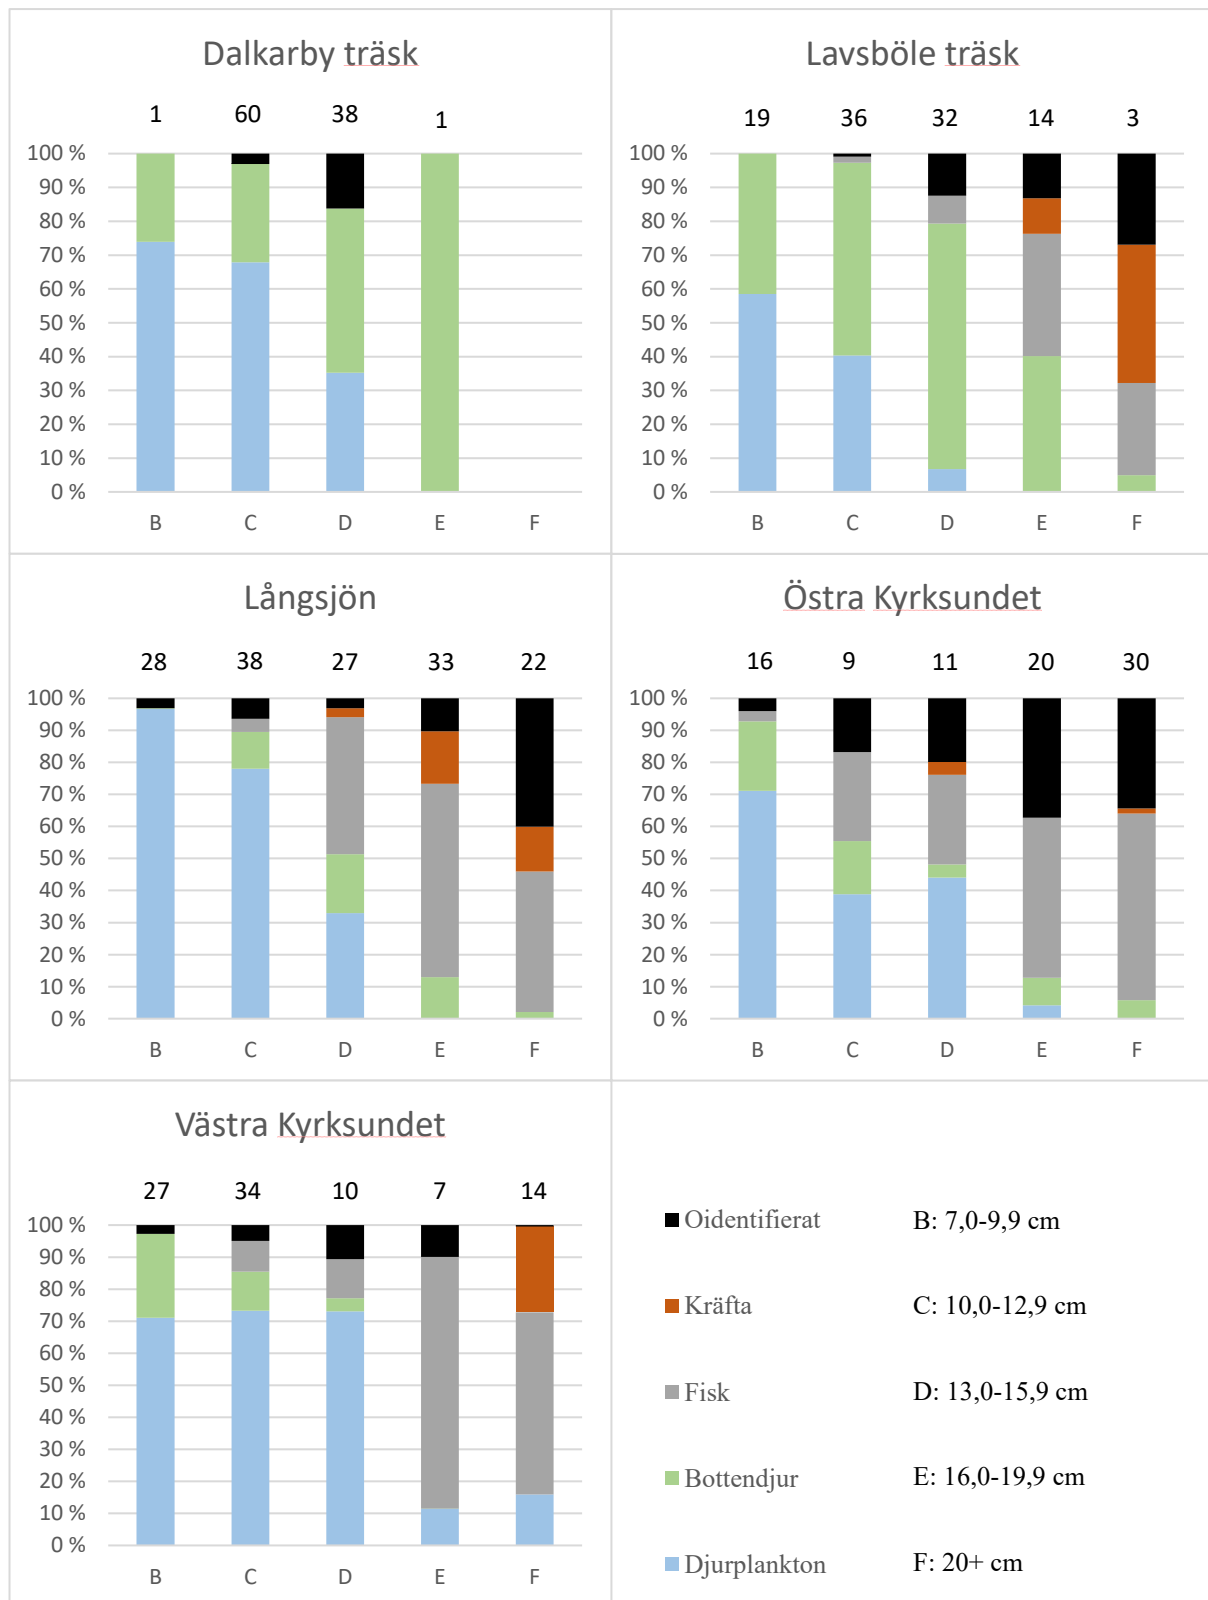 Dalkarby träsk
1 60 38 1
100 %
90 %
80 %
70 %
60 %
50 %
40 %
30 %
20 %
10 %
0 %
B C D E F
Lavsböle träsk
19 36 32 14 3
100 %
90 %
80 %
70 %
60 %
50 %
40 %
30 %
20 %
10 %
0 %
B C D E F
Långsjön
28 38 27 33 22
100 %
90 %
80 %
70 %
60 %
50 %
40 %
30 %
20 %
10 %
0 %
B C D E F
Östra Kyrksundet
16 9 11 20 30
100 %
90 %
80 %
70 %
60 %
50 %
40 %
30 %
20 %
10 %
0 %
B C D E F
Västra Kyrksundet
27 34 10 7 14
100 %
90 %
80 %
70 %
60 %
50 %
40 %
30 %
20 %
10 %
0 %
B C D E F
Oidentifierat B: 7,0-9,9 cm
Kräfta C: 10,0-12,9 cm
Fisk D: 13,0-15,9 cm
Bottendjur E: 16,0-19,9 cm
Djurplankton F: 20+ cm